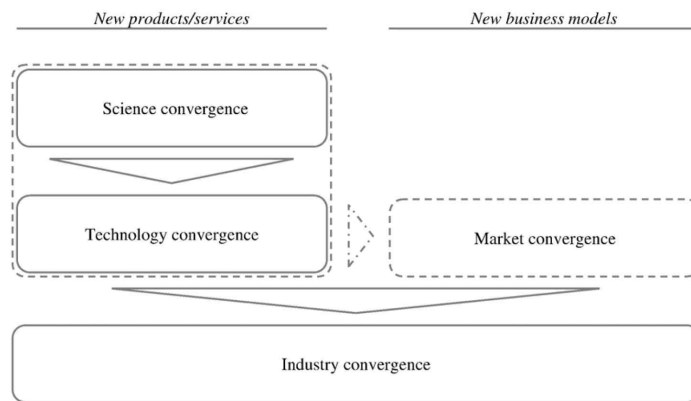 New products/services
New business models
Science convergence
Technology convergence
Market convergence
Industry convergence